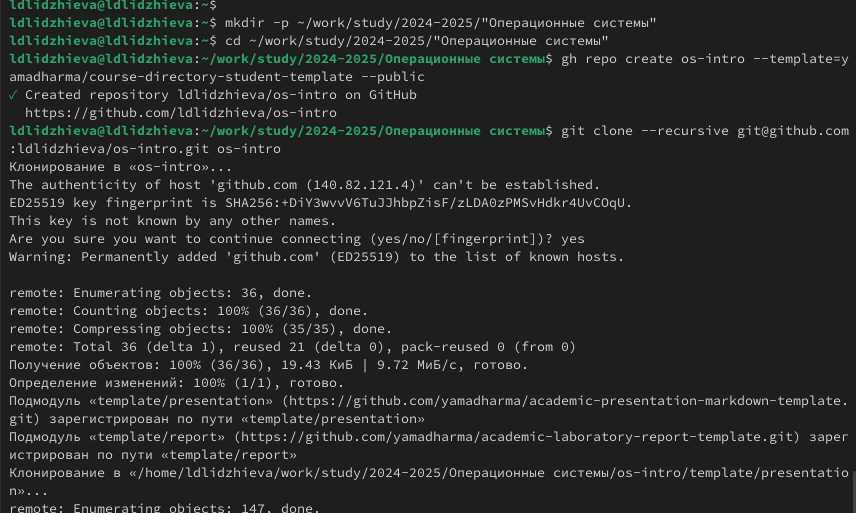 ldlidzhieva@ldlidzhieva:~$
ldlidzhieva@ldlidzhieva:~$ mkdir -p ~/work/study/2024-2025/"Операционные системы"
ldlidzhieva@ldlidzhieva:~$ cd ~/work/study/2024-2025/"Операционные системы"
ldlidzhieva@ldlidzhieva:~/work/study/2024-2025/Операционные системы$ gh repo create os-intro --template=y
amadharma/course-directory-student-template --public
✓ Created repository ldlidzhieva/os-intro on GitHub
https://github.com/ldlidzhieva/os-intro
ldlidzhieva@ldlidzhieva:~/work/study/2024-2025/Операционные системы$ git clone --recursive git@github.com
:ldlidzhieva/os-intro.git os-intro
Клонирование в «os-intro»...
The authenticity of host 'github.com (140.82.121.4)' can't be established.
ED25519 key fingerprint is SHA256:+DiY3wvvV6TuJJhbpZisF/zLDA0zPMSvHdkr4UvCOqU.
This key is not known by any other names.
Are you sure you want to continue connecting (yes/no/[fingerprint])? yes
Warning: Permanently added 'github.com' (ED25519) to the list of known hosts.
remote: Enumerating objects: 36, done.
remote: Counting objects: 100% (36/36), done.
remote: Compressing objects: 100% (35/35), done.
remote: Total 36 (delta 1), reused 21 (delta 0), pack-reused 0 (from 0)
Получение объектов: 100% (36/36), 19.43 КиБ | 9.72 МиБ/с, готово.
Определение изменений: 100% (1/1), готово.
Подмодуль «template/presentation» (https://github.com/yamadharma/academic-presentation-markdown-template.
git) зарегистрирован по пути «template/presentation»
Подмодуль «template/report» (https://github.com/yamadharma/academic-laboratory-report-template.git) зарег
истрирован по пути «template/report»
Клонирование в «/home/ldlidzhieva/work/study/2024-2025/Операционные системы/os-intro/template/presentatio
n»...
remote: Enumerating objects: 147, done.